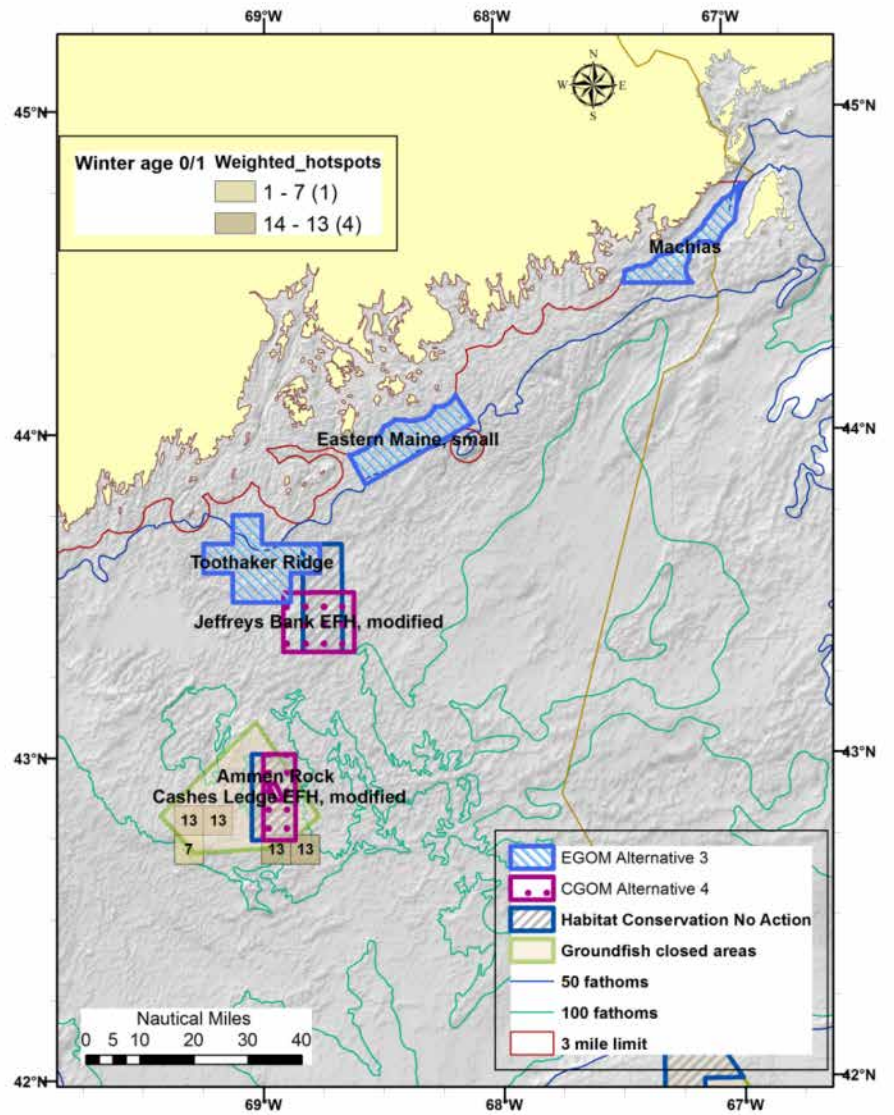 69°W 68°W 67°W
N
W E
S
45°N 45°N
Winter age 0/1 Weighted_hotspots
1 - 7 (1)
14 - 13 (4)
Machias
44°N 44°N
Eastern Maine, small
Toothaker Ridge
Jeffreys Bank EFH, modified
43°N 43°N
Ammen Rock
Cashes Ledge EFH, modified
13 13
7 13 13
EGOM Alternative 3
CGOM Alternative 4
Habitat Conservation No Action
Groundfish closed areas
50 fathoms
100 fathoms
3 mile limit
Nautical Miles
0 5 10 20 30 40
42°N 42°N
69°W 68°W 67°W